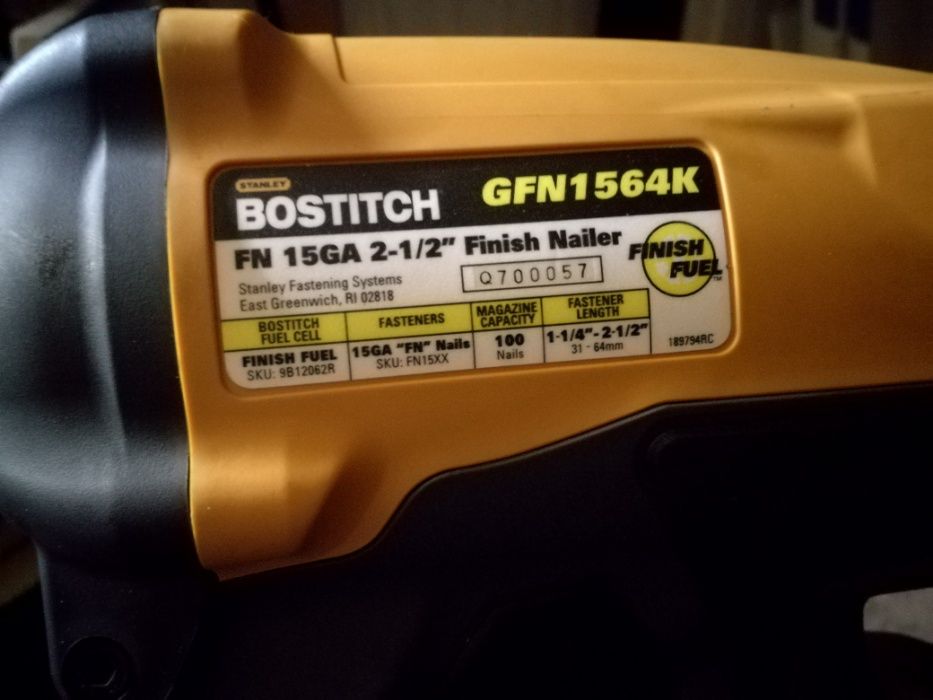 STANLEY
BOSTITCH
GFN1564K
FN 15GA 2-1/2" Finish Nailer
Stanley Fastening Systems
East Greenwich, RI 02818
Q700057
FINISH
FUEL™
BOSTITCH
FUEL CELL
FASTENERS
MAGAZINE
CAPACITY
FASTENER
LENGTH
FINISH FUEL
SKU: 9B12062R
15GA "FN" Nails
SKU: FN15XX
100
Nails
1-1/4"- 2-1/2"
31 - 64mm
189794RC